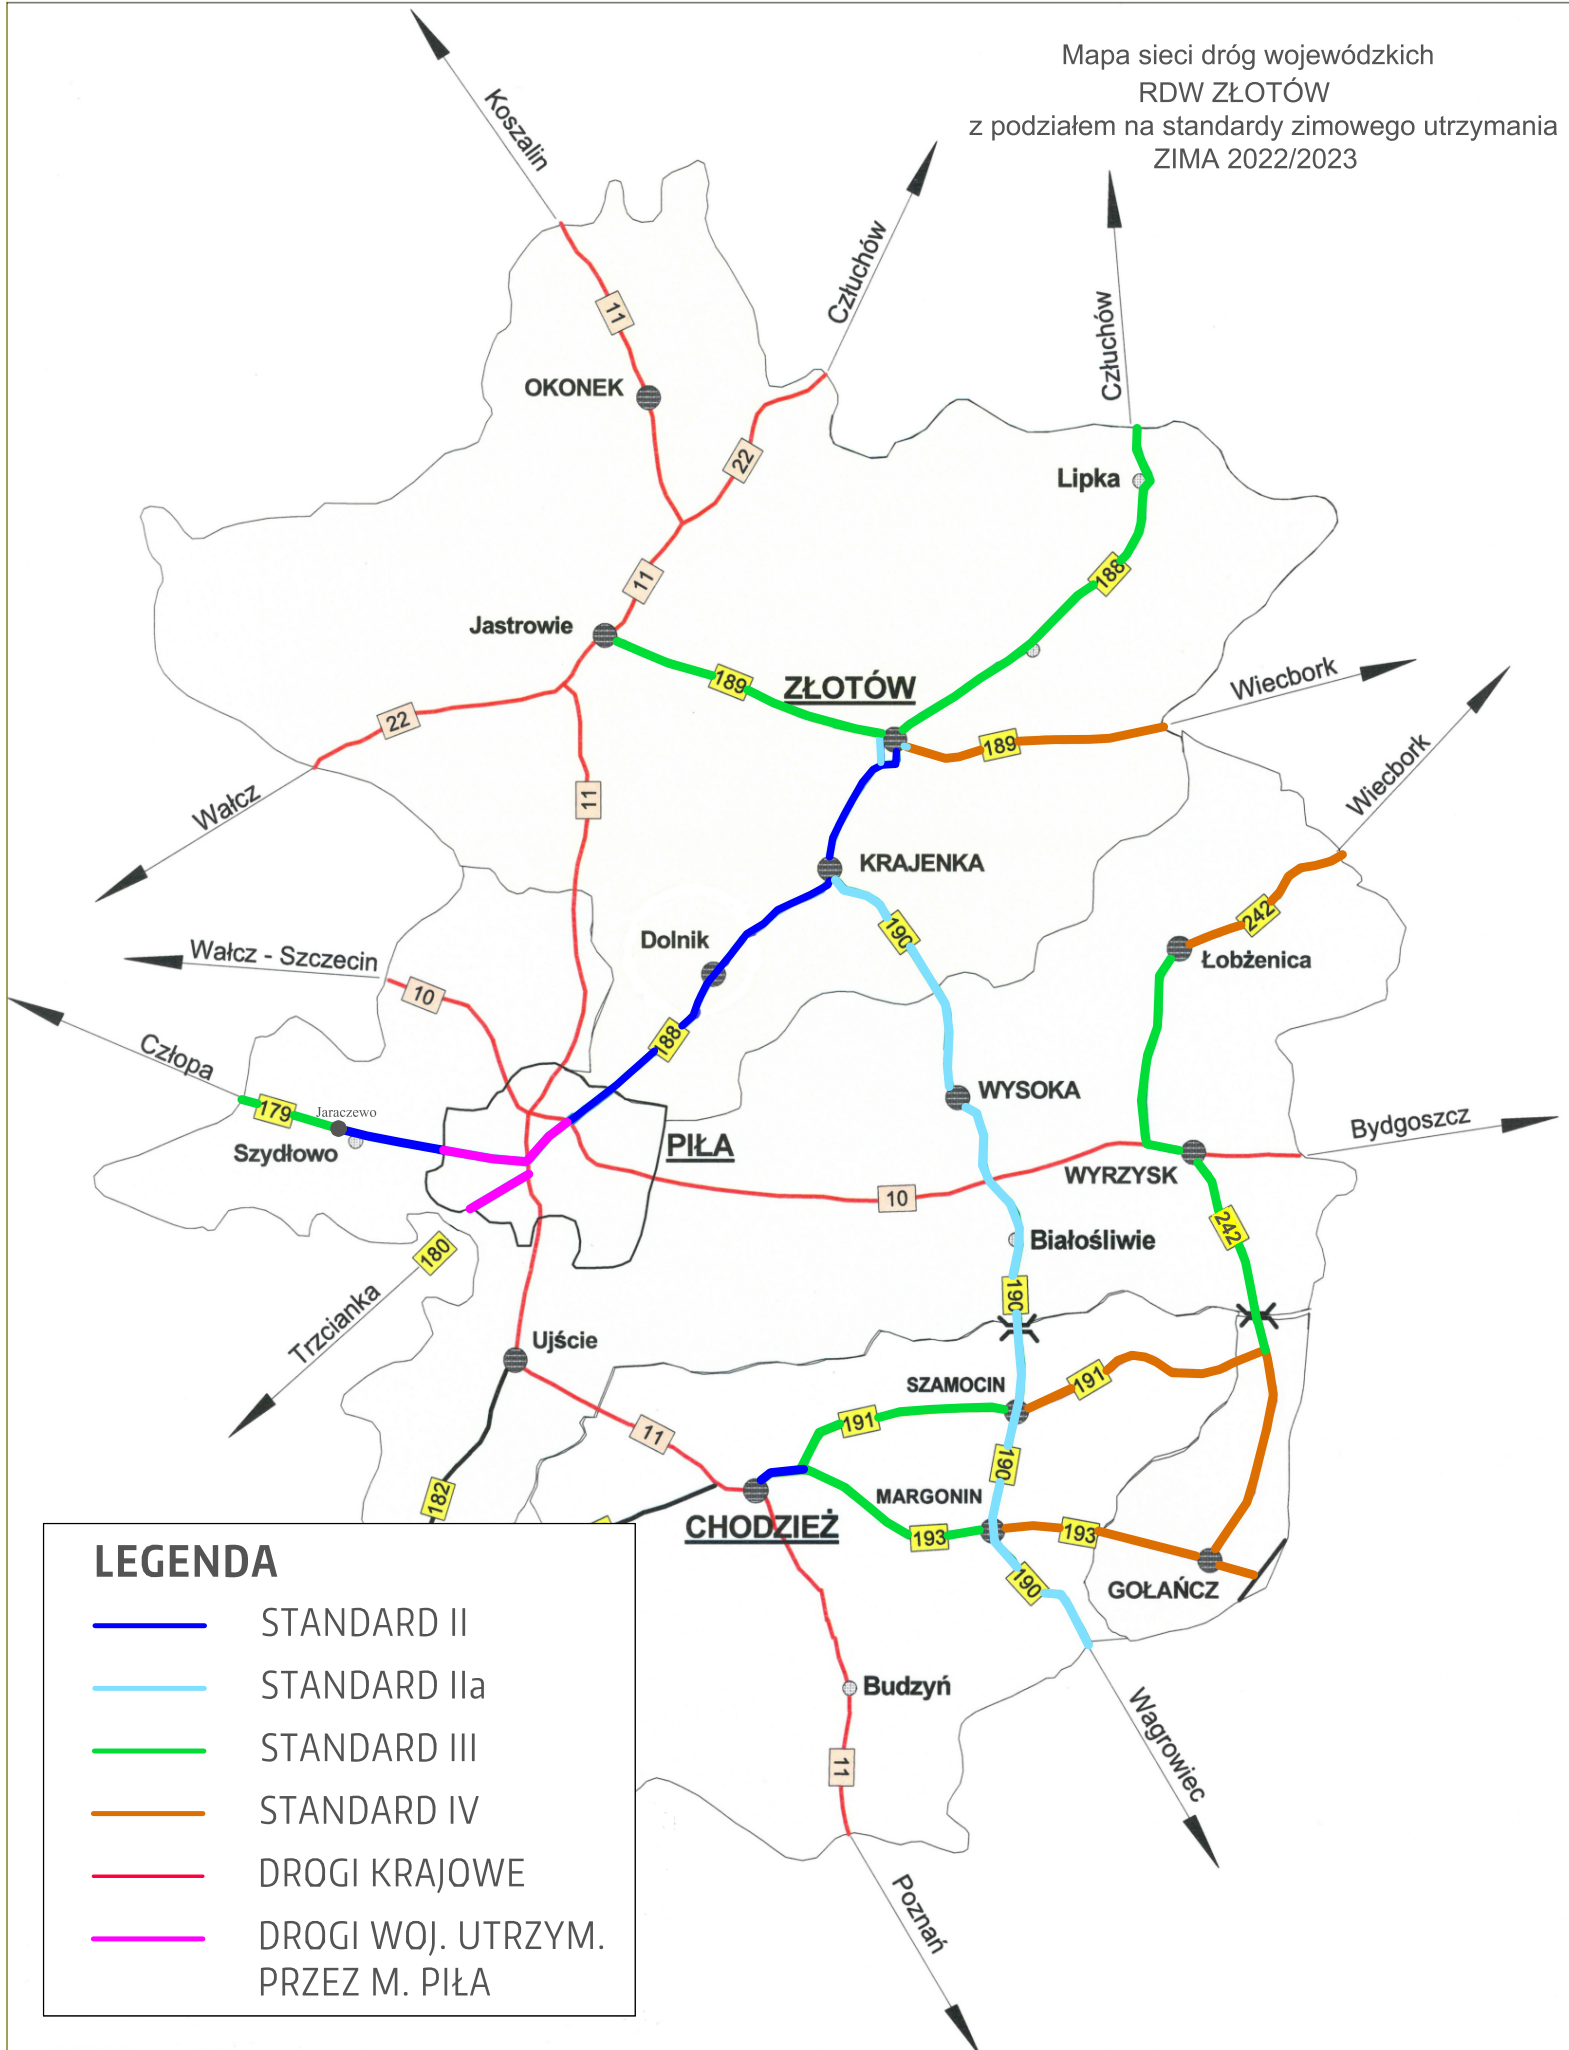 Mapa sieci dróg wojewódzkich
RDW ZŁOTÓW
z podziałem na standardy zimowego utrzymania
ZIMA 2022/2023
Koszalin
Człuchów
Człuchów
11
OKONEK
22
Lipka
11
188
Jastrowie
189
ZŁOTÓW
Wiecbork
22
189
Wiecbork
Wałcz
11
KRAJENKA
190
242
Dolnik
Łobżenica
Wałcz - Szczecin
10
188
Człopa
179
Jaraczewo
Szydłowo
PIŁA
WYSOKA
Bydgoszcz
WYRZYSK
10
242
180
Białośliwie
190
Trzcianka
Ujście
SZAMOCIN
191
191
11
190
182
MARGONIN
CHODZIEŻ
193
193
190
GOŁAŃCZ
Budzyń
11
Wagrowiec
Poznań
LEGENDA
STANDARD II
STANDARD IIa
STANDARD III
STANDARD IV
DROGI KRAJOWE
DROGI WOJ. UTRZYM.
PRZEZ M. PIŁA